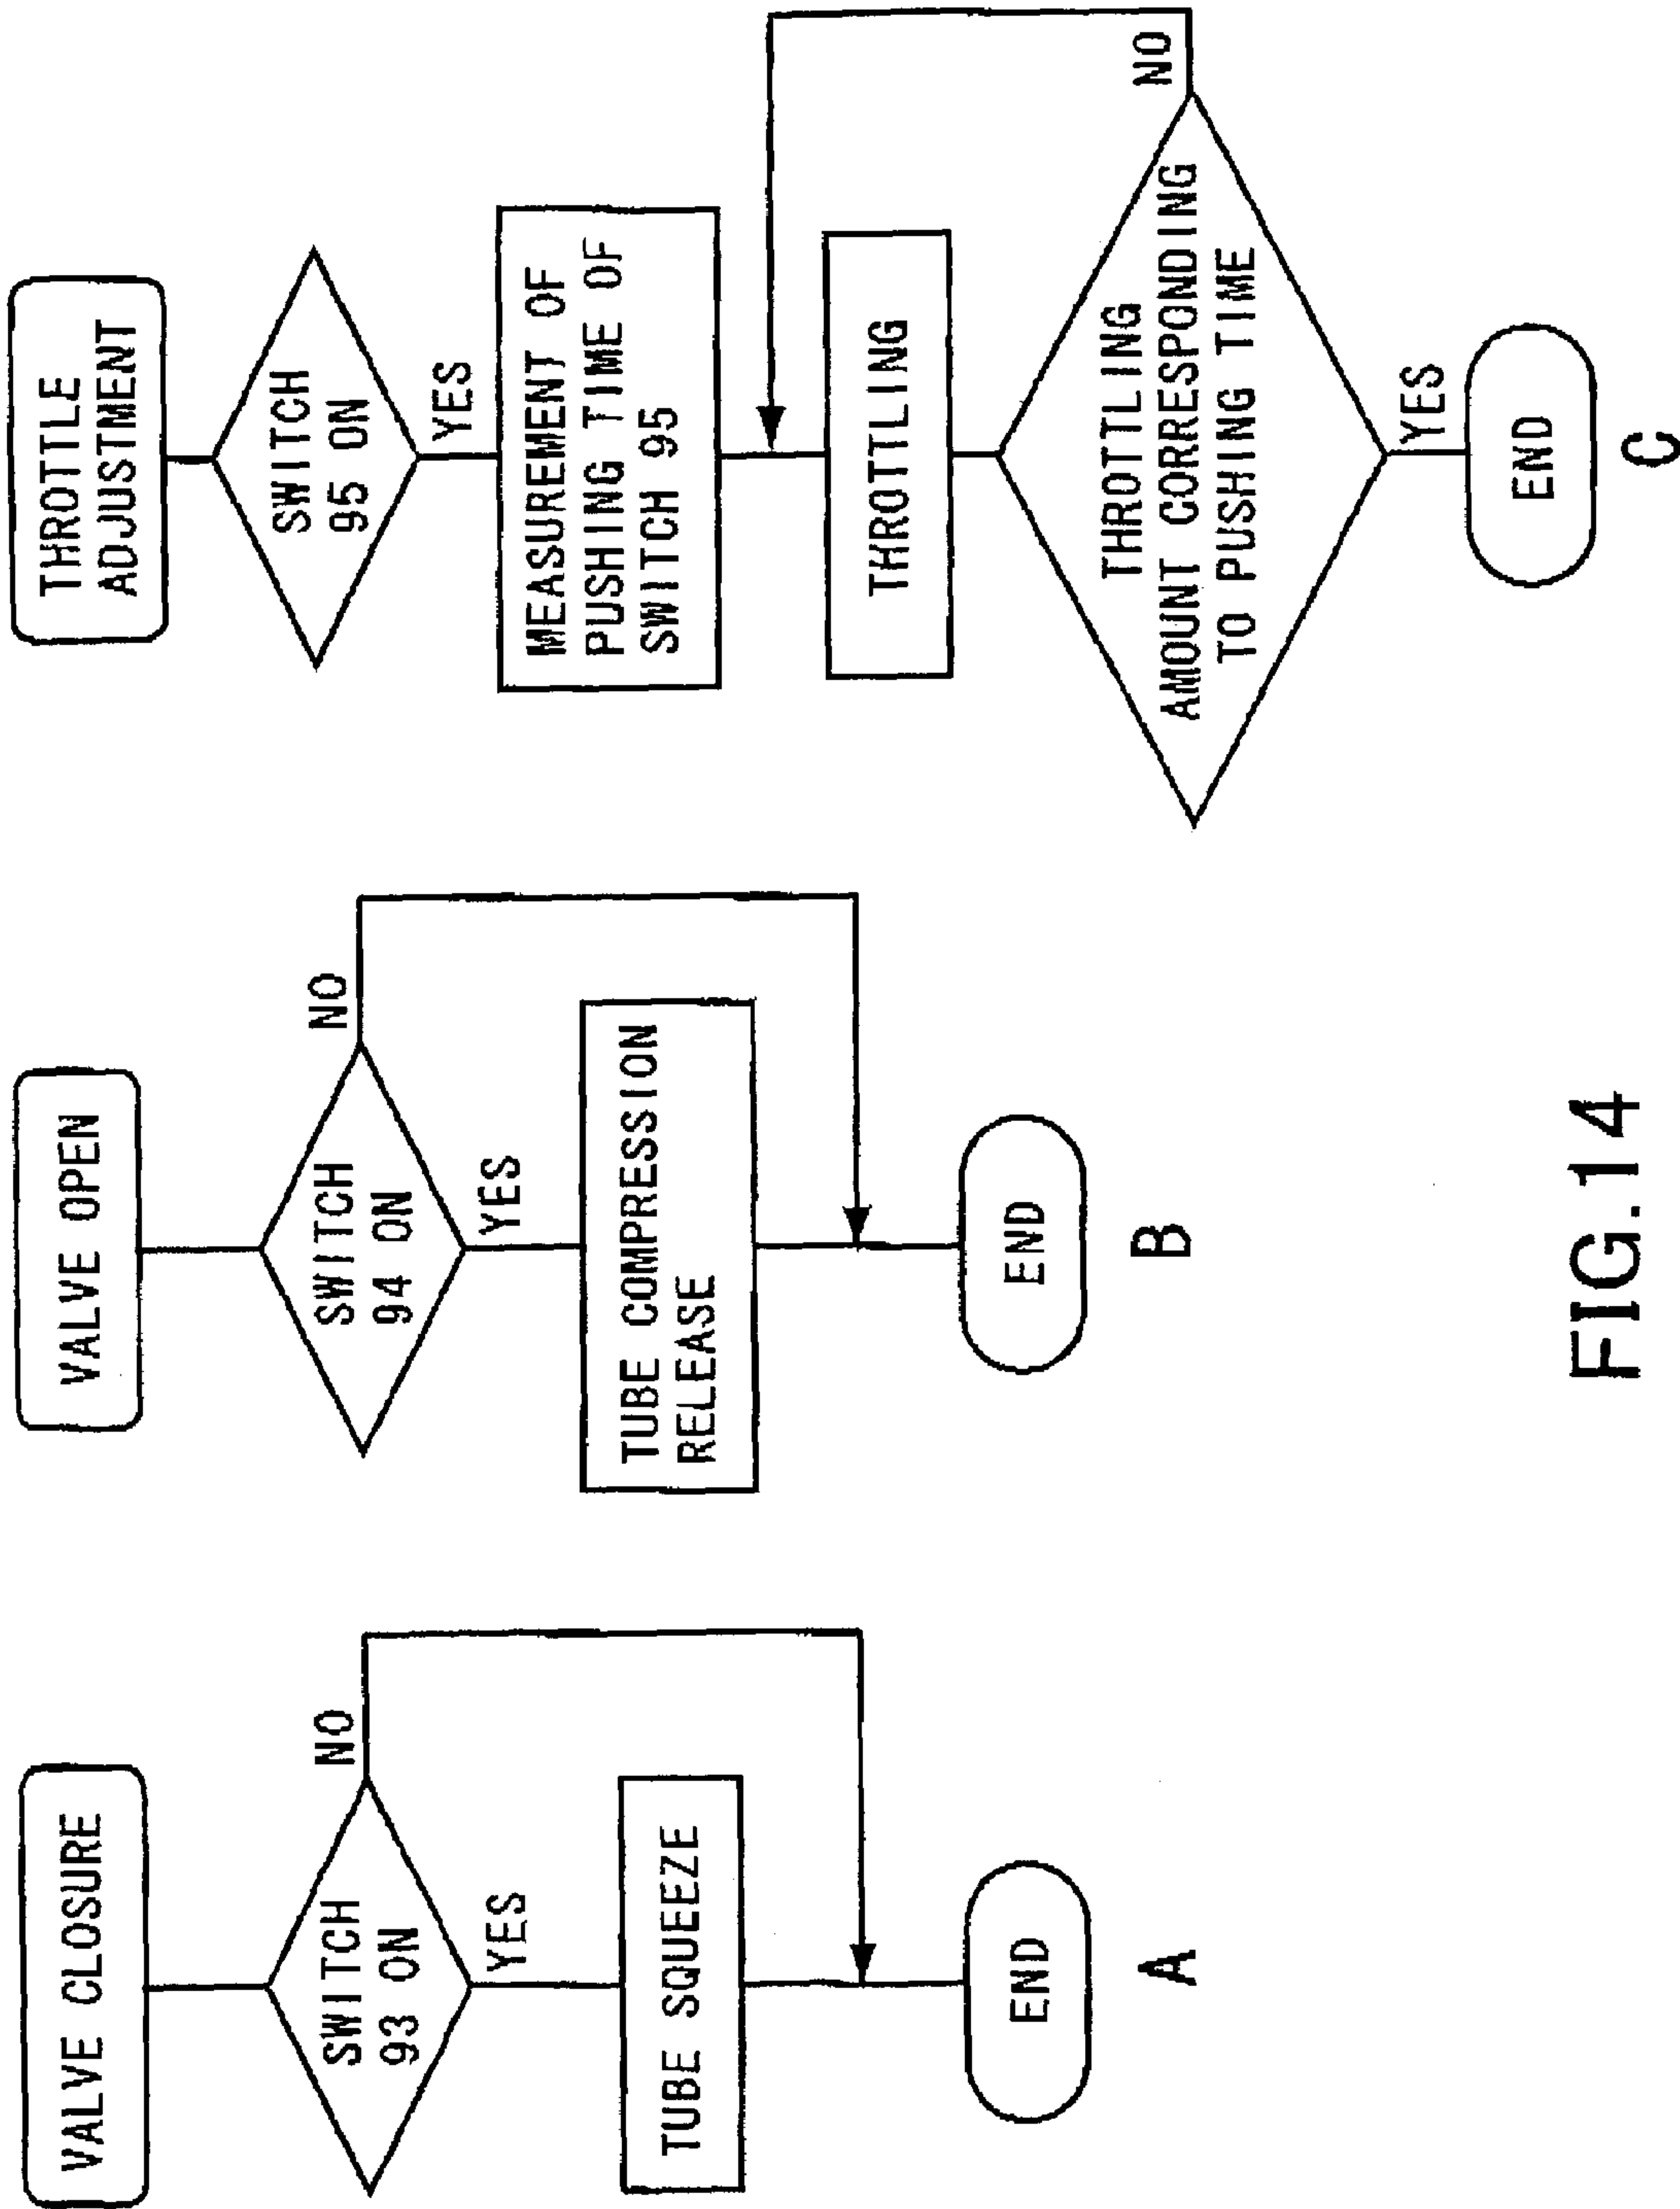 VALVE CLOSURE
SWITCH
93 ON
NO
YES
TUBE SQUEEZE
END
A
VALVE OPEN
SWITCH
94 ON
NO
YES
TUBE COMPRESSION
RELEASE
END
B
THROTTLE
ADJUSTMENT
SWITCH
95 ON
YES
MEASUREMENT OF
PUSHING TIME OF
SWITCH 95
THROTTLING
THROTTLING
AMOUNT CORRESPONDING
TO PUSHING TIME
NO
YES
END
C
FIG.14